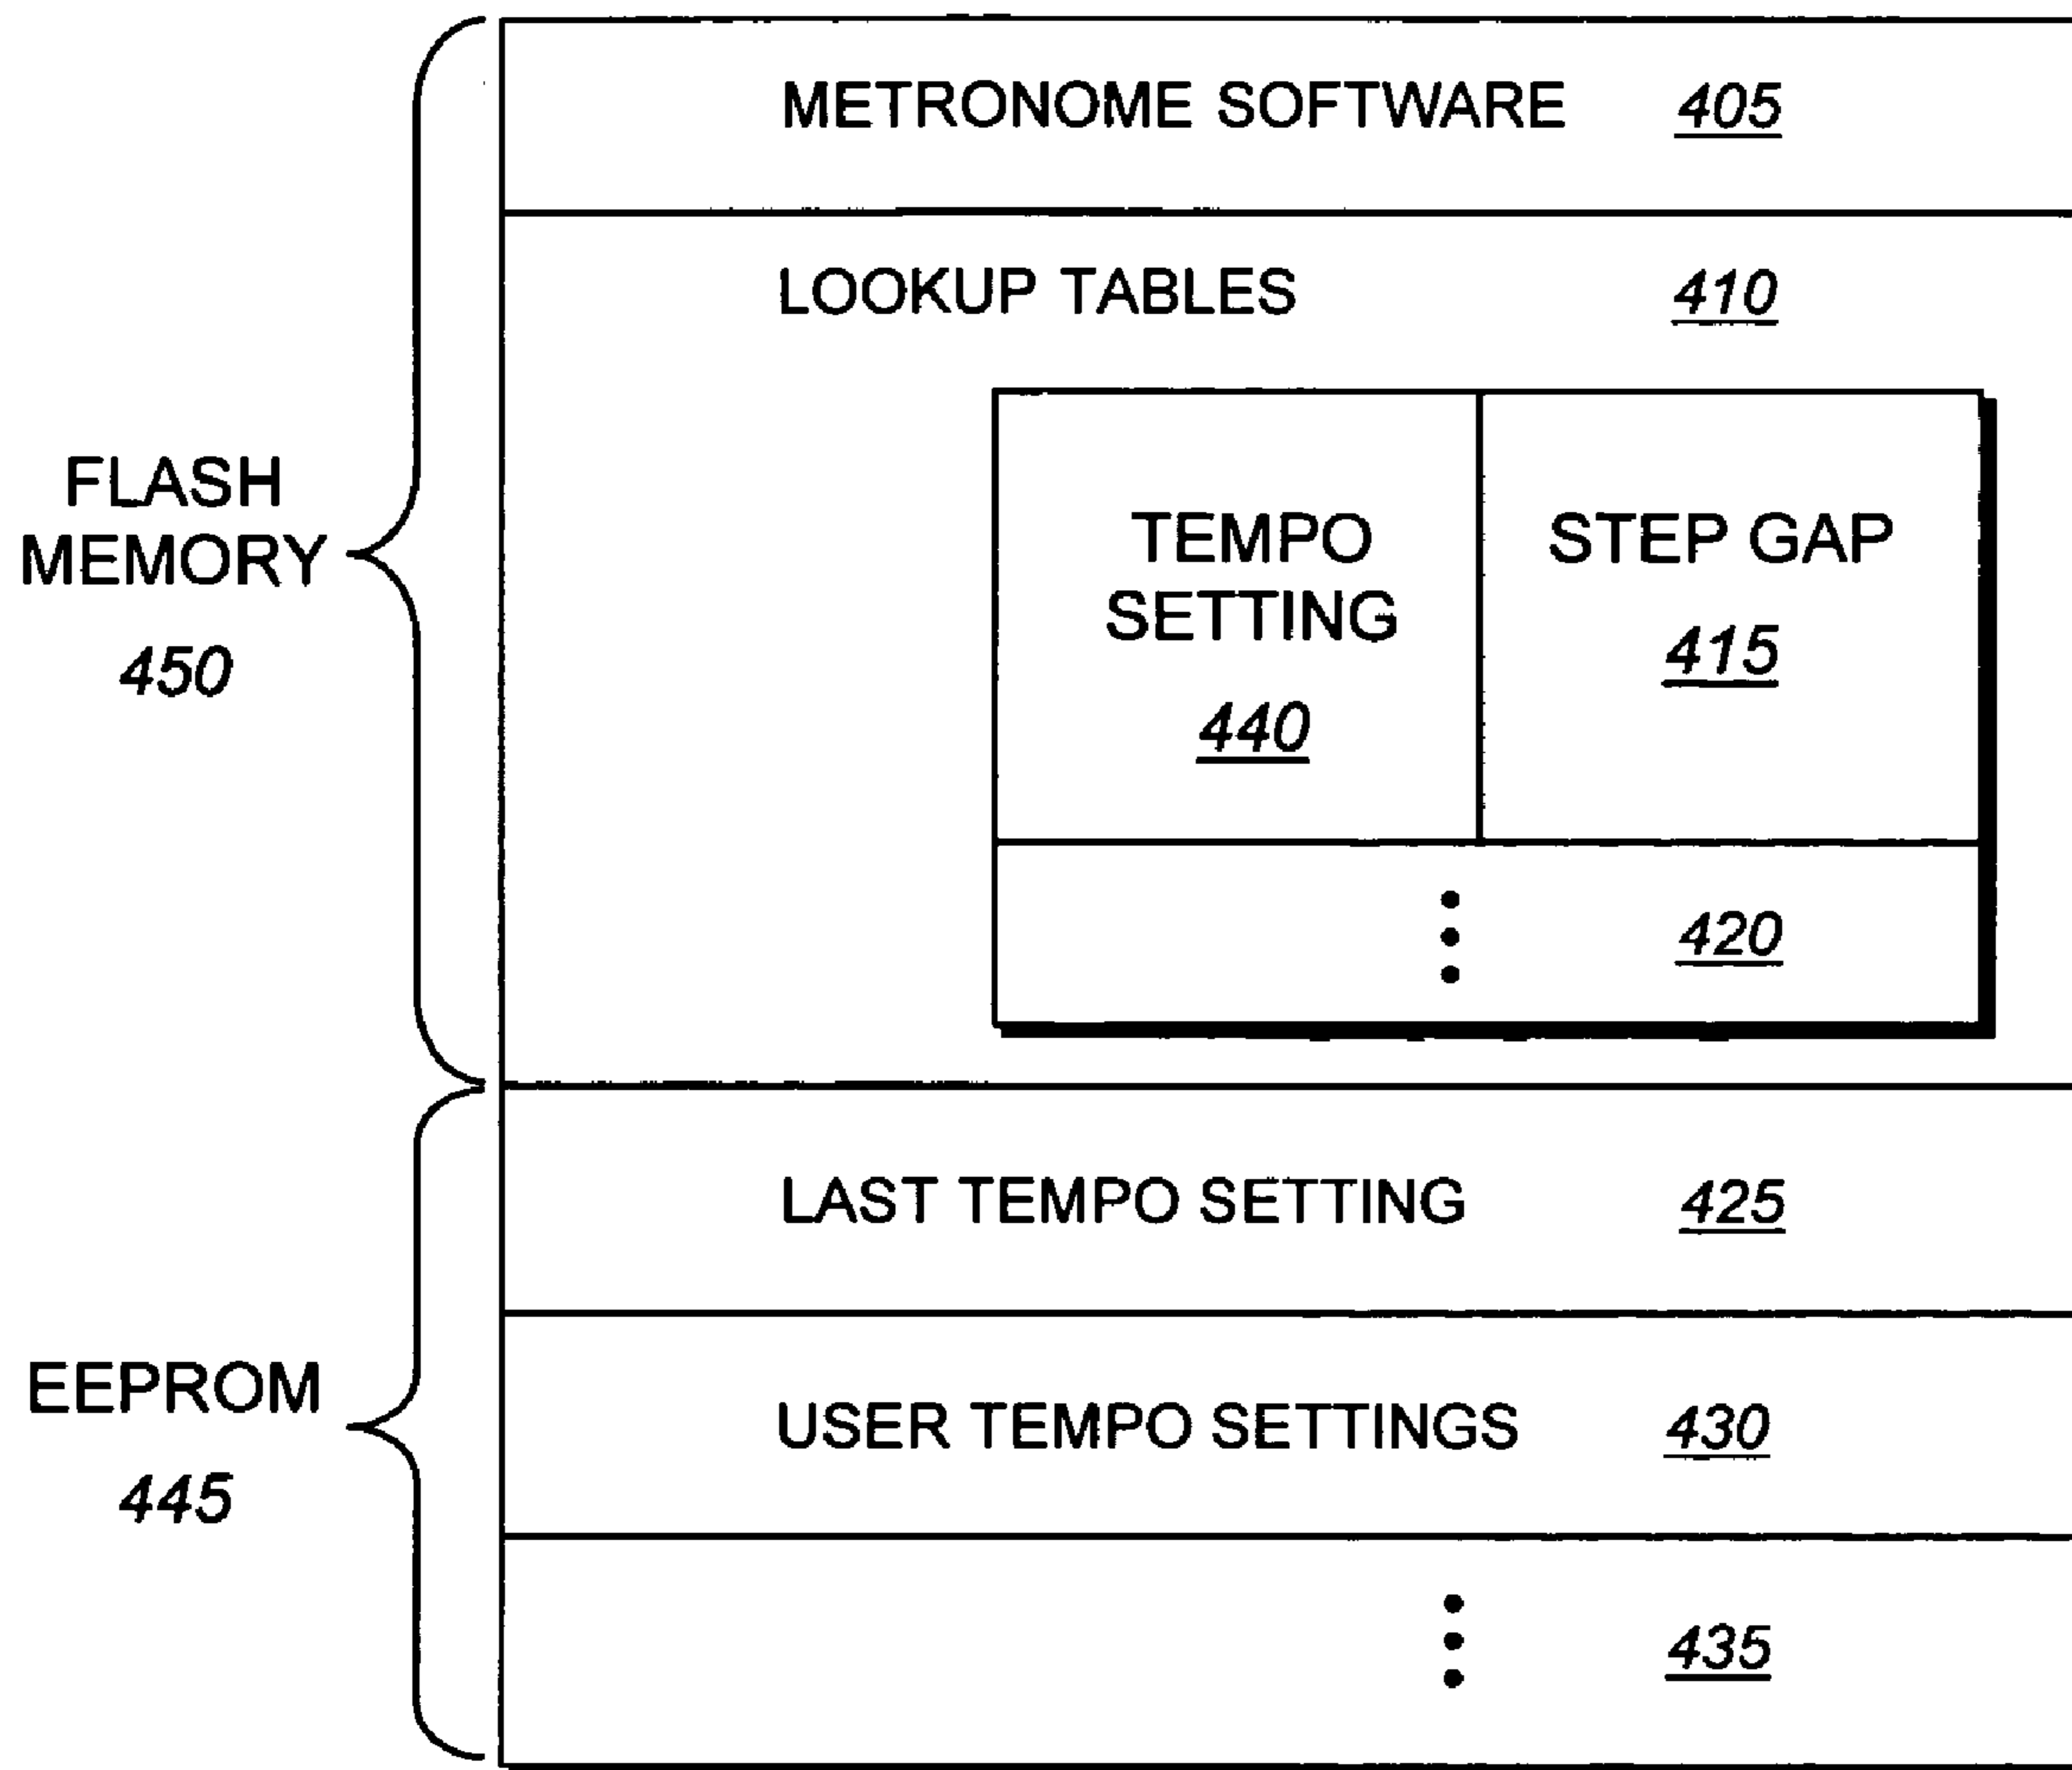 METRONOME SOFTWARE 405
LOOKUP TABLES 410
FLASH
MEMORY
450
TEMPO
SETTING
440
STEP GAP
415
420
LAST TEMPO SETTING 425
EEPROM
445
USER TEMPO SETTINGS 430
435